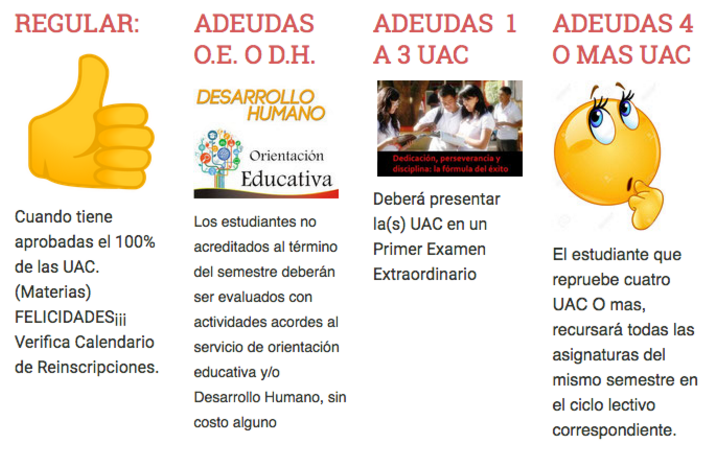 REGULAR:
Cuando tiene
aprobadas el 100%
de las UAC.
(Materias)
FELICIDADES¡¡¡
Verifica Calendario
de Reinscripciones.
ADEUDAS
O.E. O D.H.
DESARROLLO
HUMANO
Orientación
Educativa
Los estudiantes no
acreditados al término
del semestre deberán
ser evaluados con
actividades acordes al
servicio de orientación
educativa y/o
Desarrollo Humano, sin
costo alguno
ADEUDAS 1
A 3 UAC
Dedicación, perseverancia y
disciplina: la fórmula del éxito
Deberá presentar
la(s) UAC en un
Primer Examen
Extraordinario
ADEUDAS 4
O MAS UAC
El estudiante que
repruebe cuatro
UAC O mas,
recursará todas las
asignaturas del
mismo semestre en
el ciclo lectivo
correspondiente.